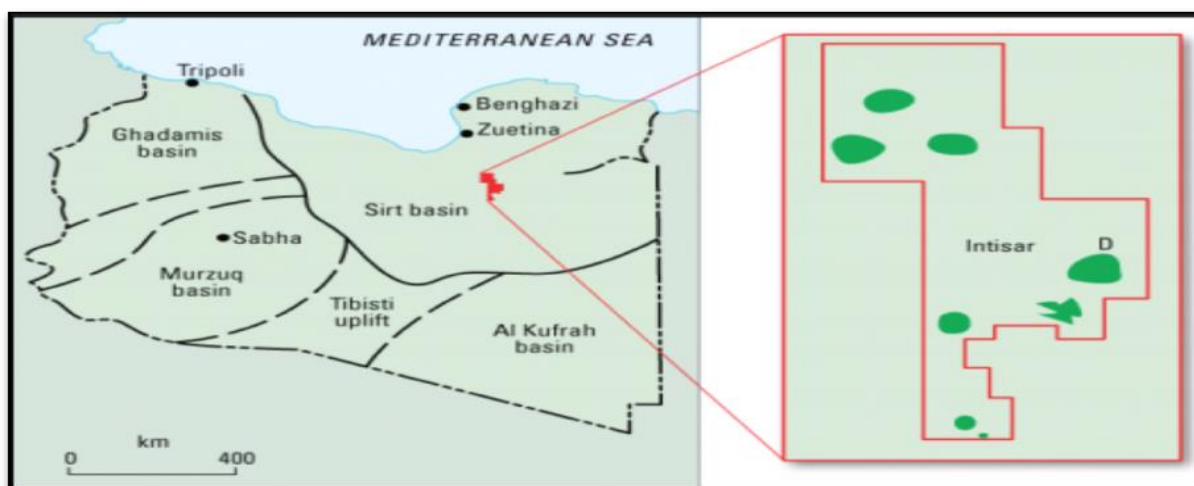 MEDITERRANEAN SEA
Tripoli
Benghazi
Zuetina
Ghadamis
basin
Sirt basin
Sabha
Murzuq
basin
Tibisti
uplift
Al Kufrah
basin
km
0 400
Intisar
D